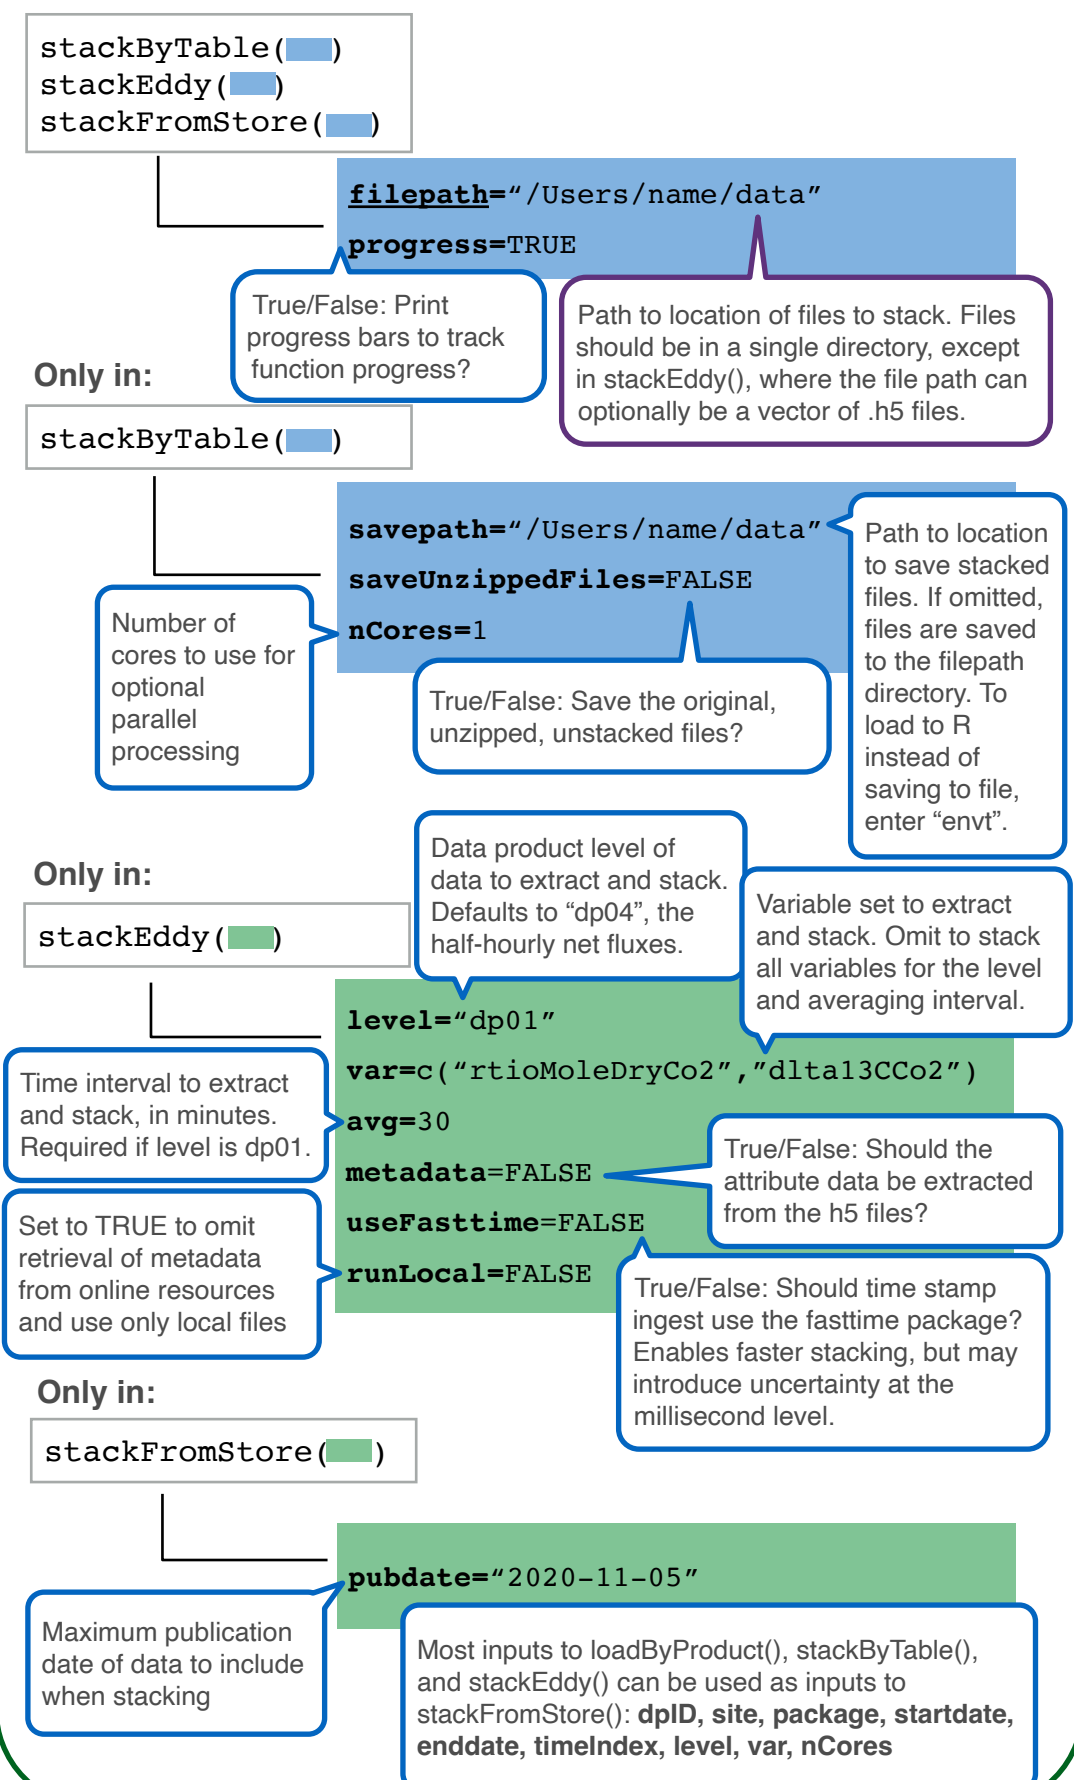 stackByTable( )
stackEddy( )
stackFromStore( )
filepath=“/Users/name/data”
progress=TRUE
True/False: Print
progress bars to track
function progress?
Path to location of files to stack. Files
should be in a single directory, except
in stackEddy(), where the file path can
optionally be a vector of .h5 files.
Only in:
stackByTable( )
savepath=“/Users/name/data”
saveUnzippedFiles=FALSE
nCores=1
Path to location
to save stacked
files. If omitted,
files are saved
to the filepath
directory. To
load to R
instead of
saving to file,
enter “envt”.
Number of
cores to use for
optional
parallel
processing
True/False: Save the original,
unzipped, unstacked files?
Only in:
stackEddy( )
Data product level of
data to extract and stack.
Defaults to “dp04”, the
half-hourly net fluxes.
Variable set to extract
and stack. Omit to stack
all variables for the level
and averaging interval.
level=“dp01”
var=c(“rtioMoleDryCo2”,”dlta13CCo2”)
avg=30
metadata=FALSE
useFasttime=FALSE
runLocal=FALSE
Time interval to extract
and stack, in minutes.
Required if level is dp01.
True/False: Should the
attribute data be extracted
from the h5 files?
Set to TRUE to omit
retrieval of metadata
from online resources
and use only local files
True/False: Should time stamp
ingest use the fasttime package?
Enables faster stacking, but may
introduce uncertainty at the
millisecond level.
Only in:
stackFromStore( )
pubdate=“2020-11-05”
Maximum publication
date of data to include
when stacking
Most inputs to loadByProduct(), stackByTable(),
and stackEddy() can be used as inputs to
stackFromStore(): dpID, site, package, startdate,
enddate, timeIndex, level, var, nCores